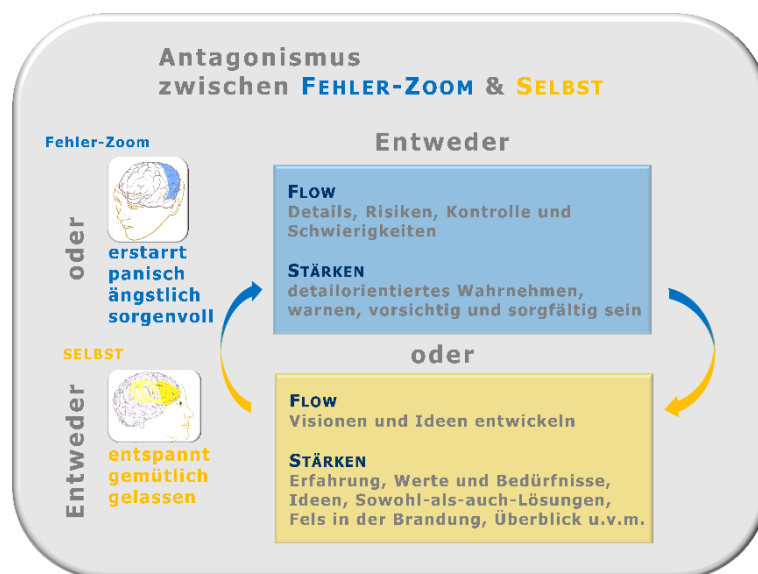 Antagonismus
zwischen FEHLER-ZOOM & SELBST
Entweder
Fehler-Zoom
oder
erstarrt
panisch
ängstlich
sorgenvoll
FLOW
Details, Risiken, Kontrolle und
Schwierigkeiten
STÄRKEN
detailorientiertes Wahrnehmen,
warnen, vorsichtig und sorgfältig sein
oder
SELBST
Entweder
entspannt
gemütlich
gelassen
FLOW
Visionen und Ideen entwickeln
STÄRKEN
Erfahrung, Werte und Bedürfnisse,
Ideen, Sowohl-als-auch-Lösungen,
Fels in der Brandung, Überblick u.v.m.